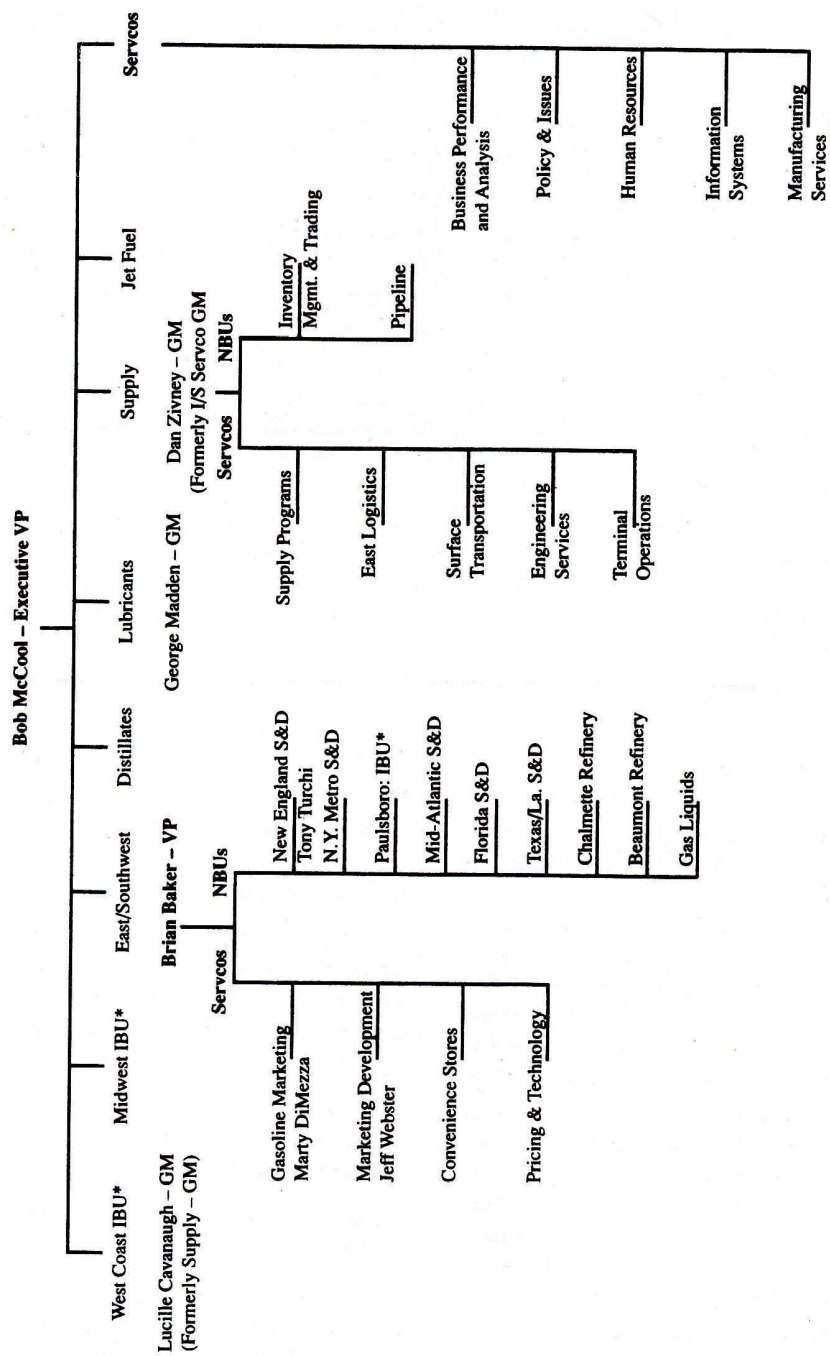 Bob McCool – Executive VP
West Coast IBU*
Midwest IBU*
East/Southwest
Distillates
Lubricants
Supply
Jet Fuel
Servcos
Lucille Cavanaugh – GM
(Formerly Supply – GM)
Brian Baker – VP
Servcos
NBUs
Gasoline Marketing
Marty DiMezza
Marketing Development
Jeff Webster
Convenience Stores
Pricing & Technology
New England S&D
Tony Turchi
N.Y. Metro S&D
Paulsboro: IBU*
Mid-Atlantic S&D
Florida S&D
Texas/La. S&D
Chalmette Refinery
Beaumont Refinery
Gas Liquids
George Madden – GM
Dan Zivney – GM
(Formerly I/S Servco GM
Servcos
NBUs
Supply Programs
East Logistics
Surface
Transportation
Engineering
Services
Terminal
Operations
Inventory
Mgmt. & Trading
Pipeline
Business Performance
and Analysis
Policy & Issues
Human Resources
Information
Systems
Manufacturing
Services